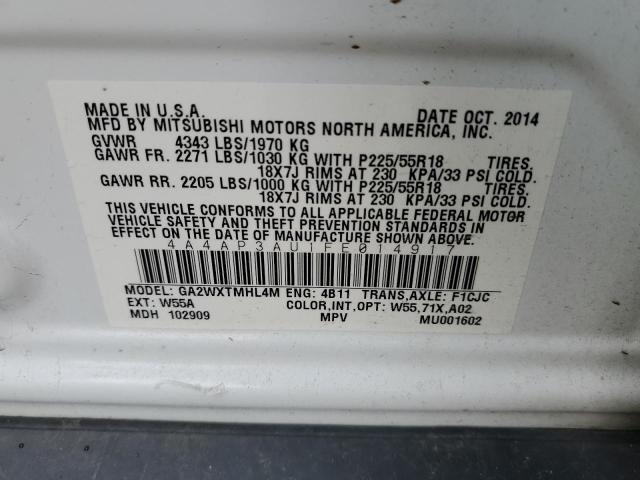 MADE IN U.S.A. DATE OCT. 2014
MFD BY MITSUBISHI MOTORS NORTH AMERICA, INC.
GVWR 4343 LBS/1970 KG
GAWR FR. 2271 LBS/1030 KG WITH P225/55R18 TIRES.
18X7J RIMS AT 230 KPA/33 PSI COLD.
GAWR RR. 2205 LBS/1000 KG WITH P225/55R18 TIRES.
18X7J RIMS AT 230 KPA/33 PSI COLD.
THIS VEHICLE CONFORMS TO ALL APPLICABLE FEDERAL MOTOR
VEHICLE SAFETY AND THEFT PREVENTION STANDARDS IN
EFFECT ON THE DATE OF MANUFACTURE SHOWN ABOVE.
4A4AP3AU1FE014917
MODEL: GA2WXTMHL4M ENG: 4B11 TRANS,AXLE: F1CJC
EXT: W55A COLOR,INT,OPT: W55,71X,A02
MDH 102909 MPV MU001602